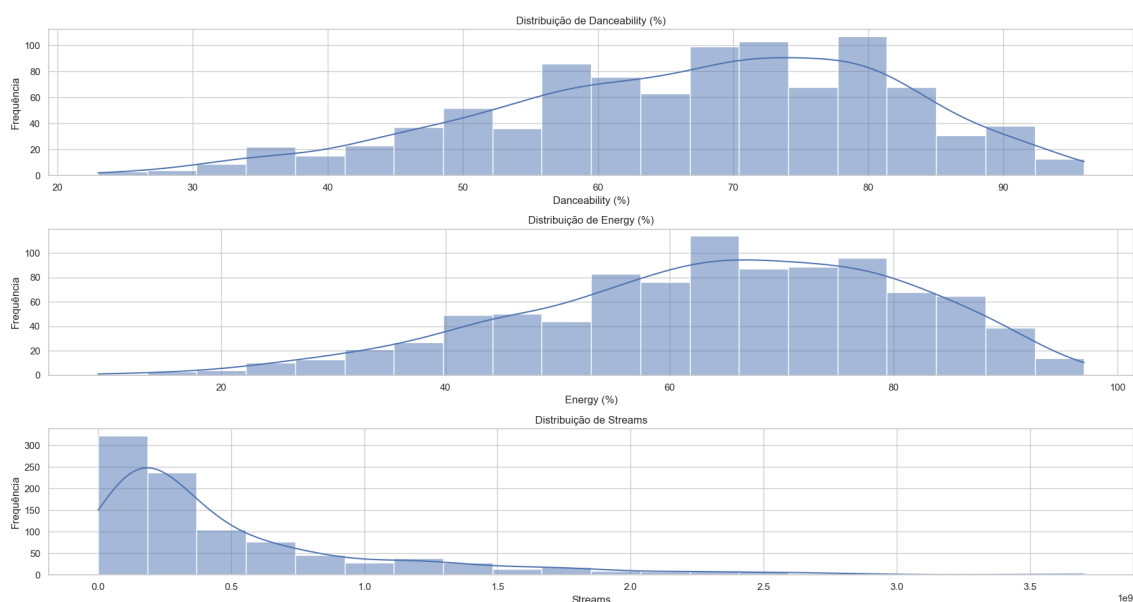 Distribuição de Danceability (%)
Frequência
100
80
60
40
20
0
20 30 40 50 60 70 80 90
Danceability (%)
Distribuição de Energy (%)
Frequência
100
80
60
40
20
0
20 40 60 80 100
Energy (%)
Distribuição de Streams
Frequência
300
250
200
150
100
50
0
0.0 0.5 1.0 1.5 2.0 2.5 3.0 3.5
Streams 1e9